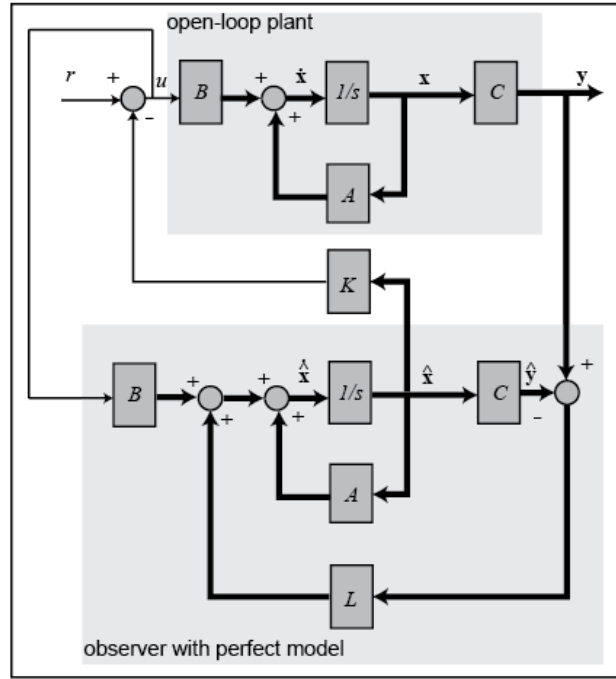 open-loop plant
r + - u B + + ẋ 1/s x C y
A
K
B + + + + x̂̇ 1/s x̂ C ŷ + -
A
L
observer with perfect model